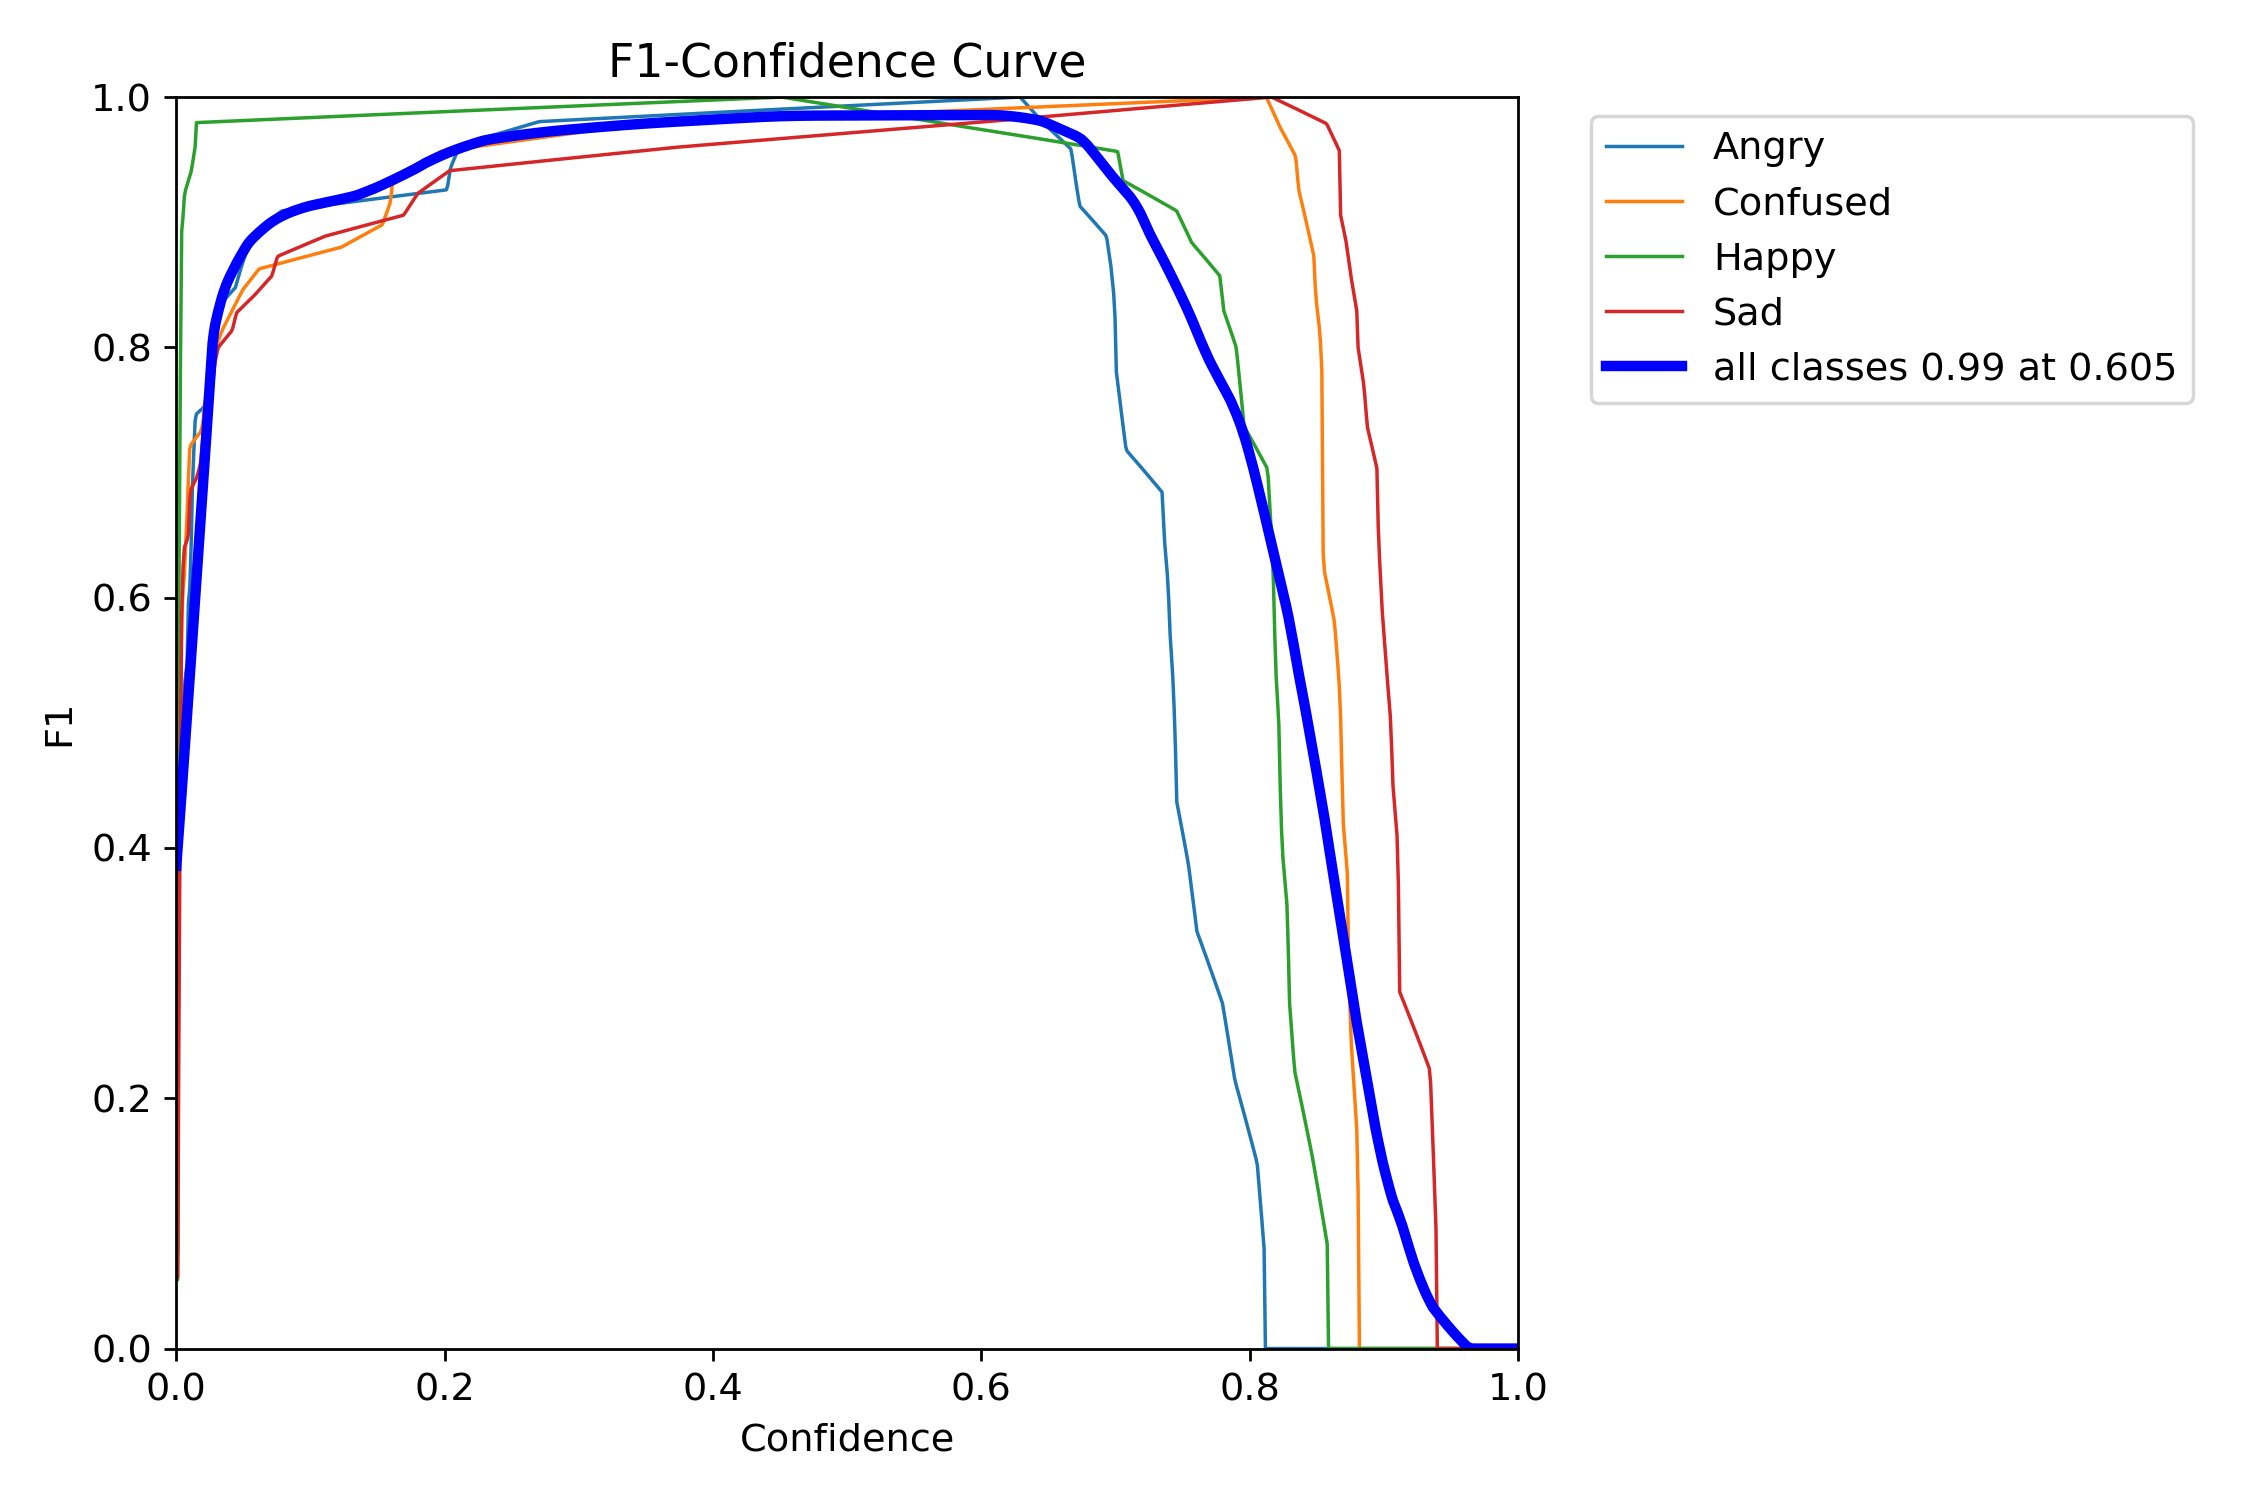 F1-Confidence Curve
1.0
0.8
0.6
0.4
0.2
0.0
F1
0.0 0.2 0.4 0.6 0.8 1.0
Confidence
Angry
Confused
Happy
Sad
all classes 0.99 at 0.605